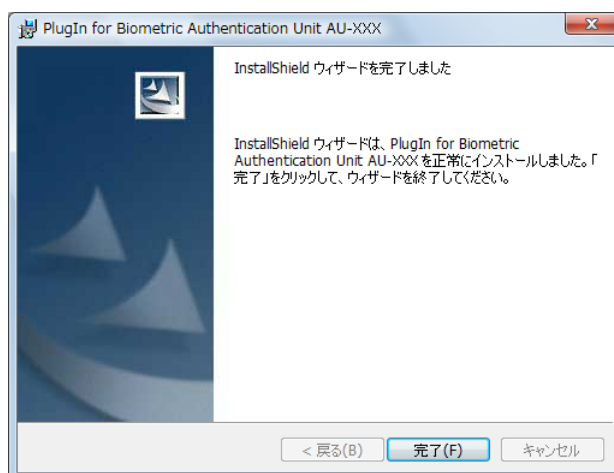 PlugIn for Biometric Authentication Unit AU-XXX
InstallShield ウィザードを完了しました
InstallShield ウィザードは、PlugIn for Biometric
Authentication Unit AU-XXX を正常にインストールしました。「
完了」をクリックして、ウィザードを終了してください。
< 戻る(B)
完了(F)
キャンセル